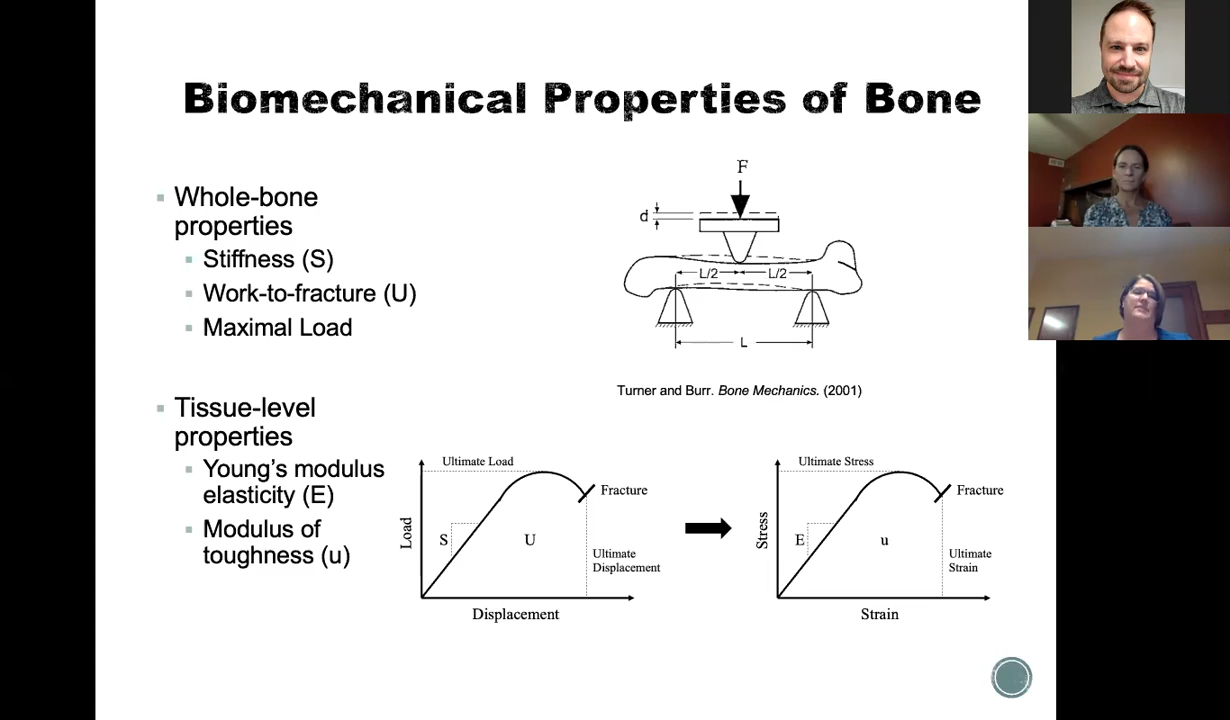 Biomechanical Properties of Bone
Whole-bone
properties
Stiffness (S)
Work-to-fracture (U)
Maximal Load
Tissue-level
properties
Young's modulus
elasticity (E)
Modulus of
toughness (u)
F
d
L/2
L/2
L
Turner and Burr. Bone Mechanics. (2001)
Ultimate Load
Fracture
Load
S
U
Ultimate
Displacement
Displacement
Ultimate Stress
Fracture
Stress
E
u
Ultimate
Strain
Strain